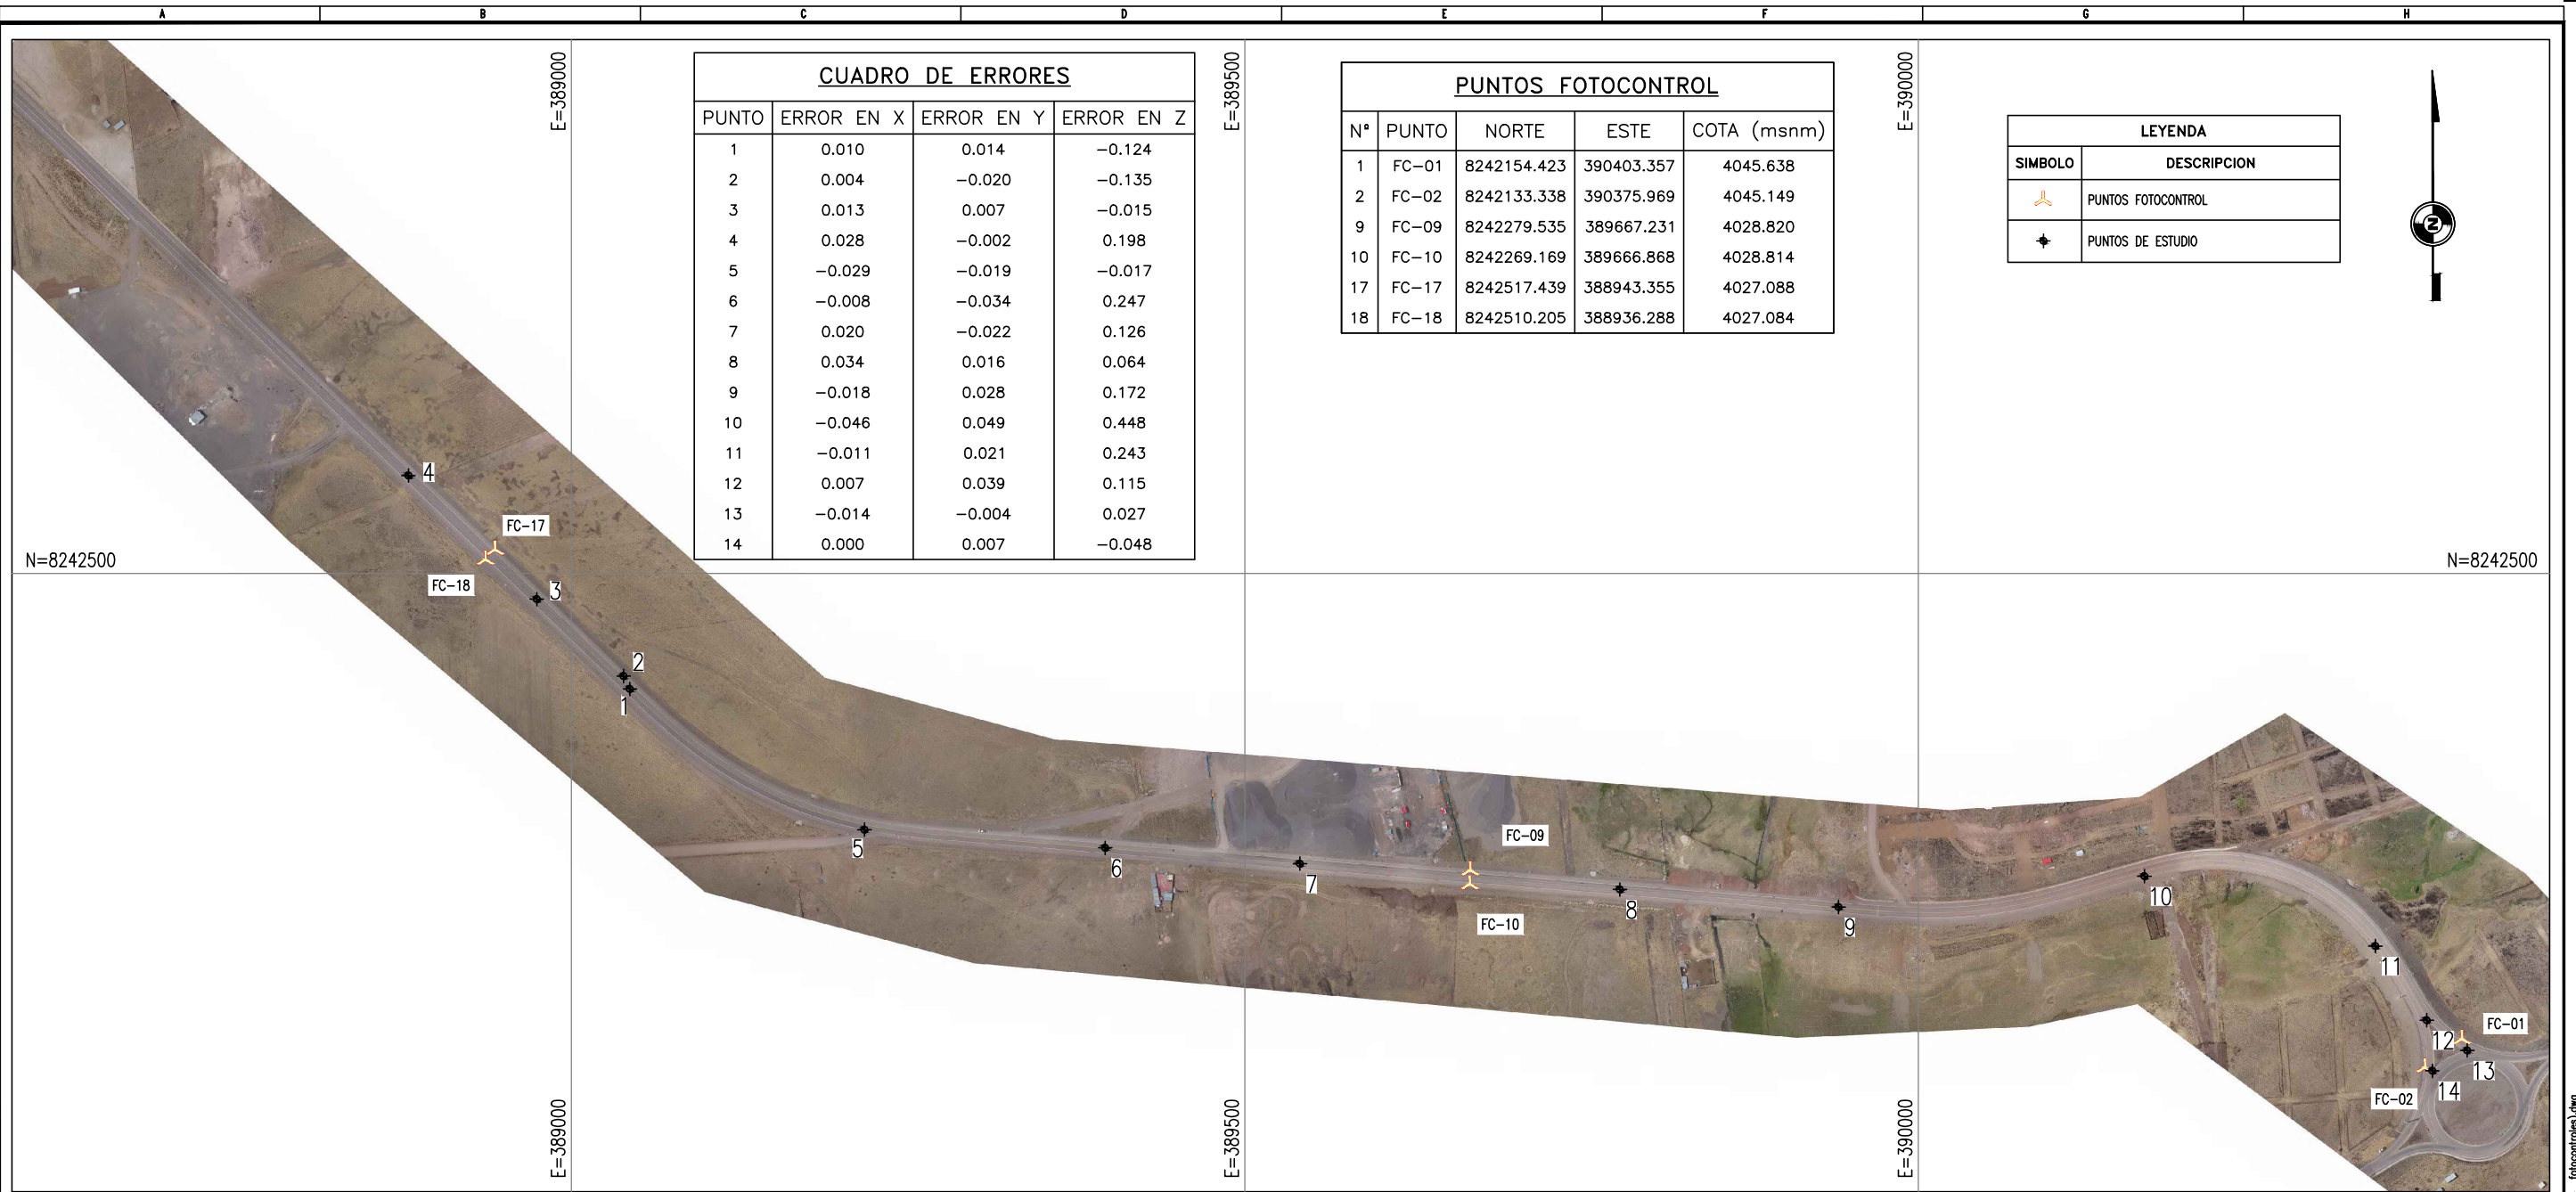 A B C D E F G H
E=389000
E=389500
E=390000
CUADRO DE ERRORES
PUNTO ERROR EN X ERROR EN Y ERROR EN Z
1 0.010 0.014 −0.124
2 0.004 −0.020 −0.135
3 0.013 0.007 −0.015
4 0.028 −0.002 0.198
5 −0.029 −0.019 −0.017
6 −0.008 −0.034 0.247
7 0.020 −0.022 0.126
8 0.034 0.016 0.064
9 −0.018 0.028 0.172
10 −0.046 0.049 0.448
11 −0.011 0.021 0.243
12 0.007 0.039 0.115
13 −0.014 −0.004 0.027
14 0.000 0.007 −0.048
PUNTOS FOTOCONTROL
Nº PUNTO NORTE ESTE COTA (msnm)
1 FC−01 8242154.423 390403.357 4045.638
2 FC−02 8242133.338 390375.969 4045.149
9 FC−09 8242279.535 389667.231 4028.820
10 FC−10 8242269.169 389666.868 4028.814
17 FC−17 8242517.439 388943.355 4027.088
18 FC−18 8242510.205 388936.288 4027.084
LEYENDA
SIMBOLO DESCRIPCION
PUNTOS FOTOCONTROL
PUNTOS DE ESTUDIO
N
4
FC−17
N=8242500
N=8242500
FC−18
3
2
1
5
6
7
FC−09
FC−10
8
9
10
11
FC−01
12
13
14
FC−02
E=389000
E=389500
E=390000
fotocontroles).dwg